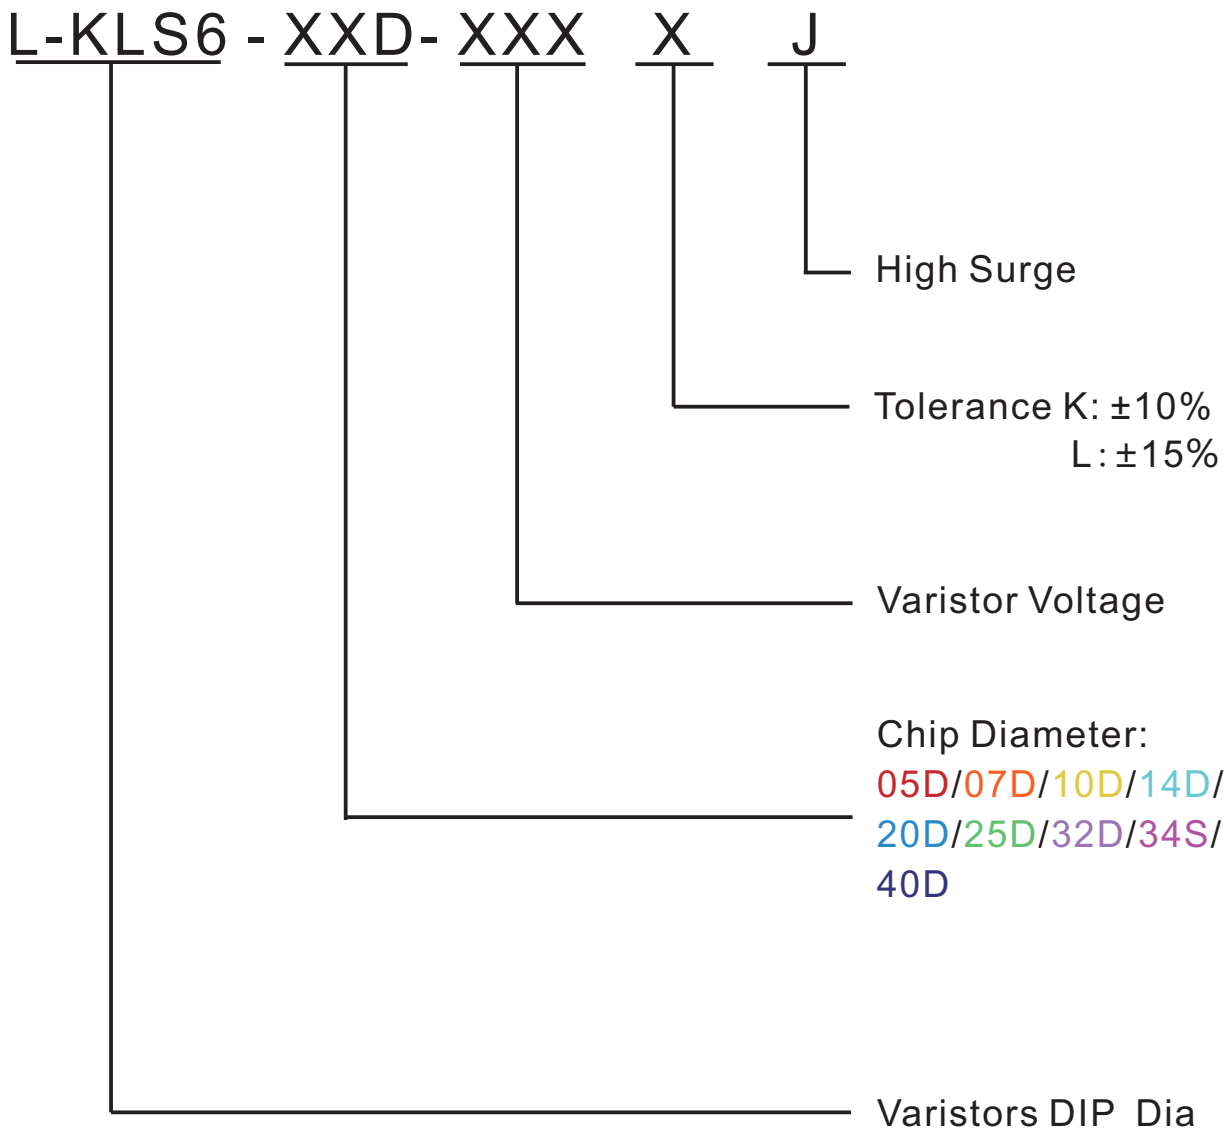 L-KLS6 - XXD- XXX X J
High Surge
Tolerance K: ±10%
L: ±15%
Varistor Voltage
Chip Diameter:
05D/07D/10D/14D/
20D/25D/32D/34S/
40D
Varistors DIP Dia